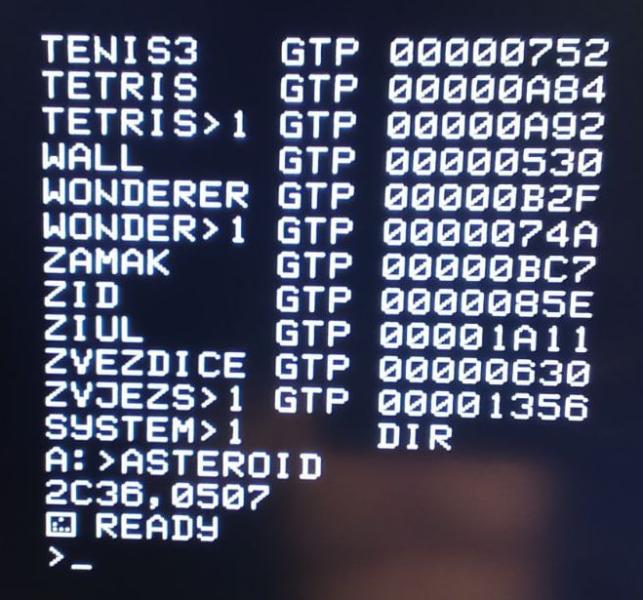 TENIS3 GTP 00000752
TETRIS GTP 00000A84
TETRIS>1 GTP 00000A92
WALL GTP 00000530
WONDERER GTP 00000B2F
WONDER>1 GTP 0000074A
ZAMAK GTP 00000BC7
ZID GTP 0000085E
ZIUL GTP 00001A11
ZVEZDICE GTP 00000630
ZVJEZS>1 GTP 00001356
SYSTEM>1 DIR
A:>ASTEROID
2C36,0507
READY
>_